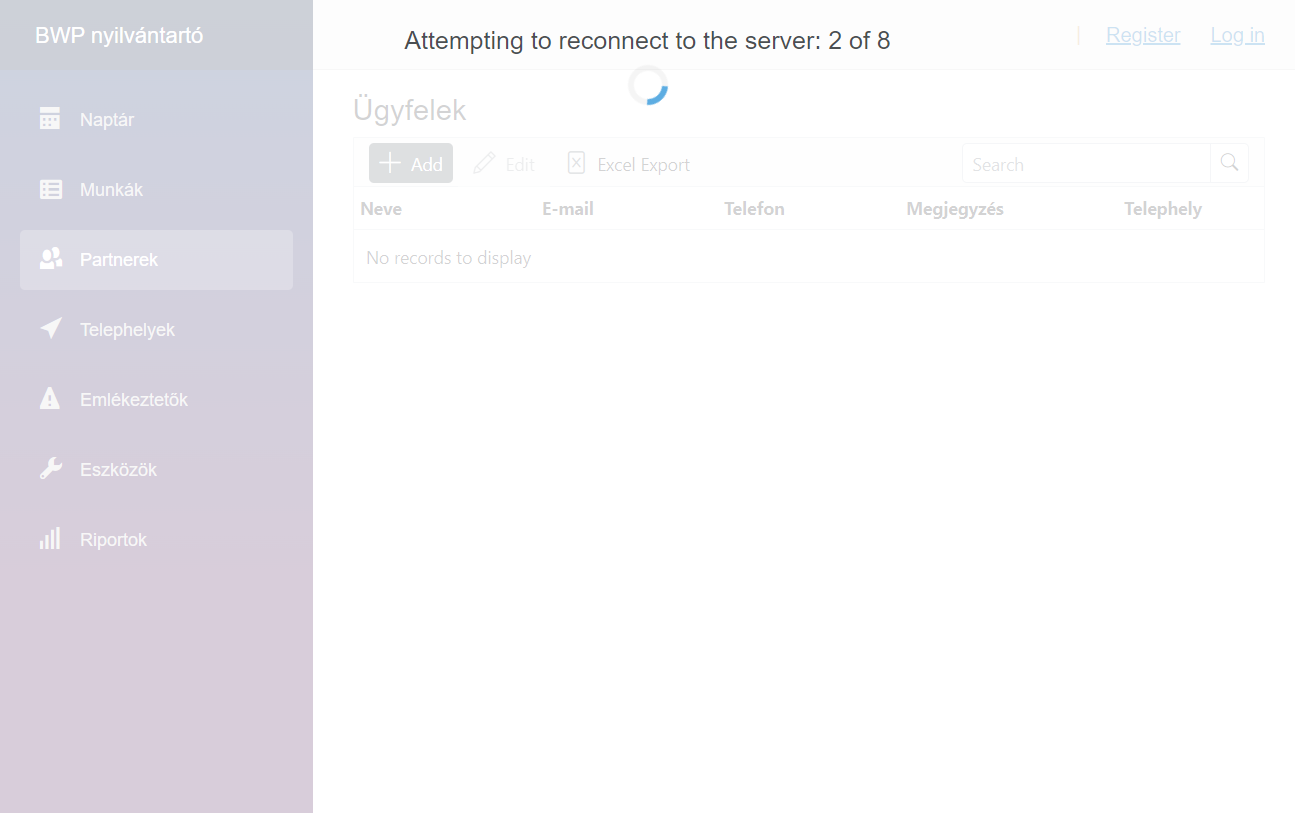 BWP nyilvántartó
Attempting to reconnect to the server: 2 of 8
| Register Log in
Naptár
Munkák
Partnerek
Telephelyek
Emlékeztetők
Eszközök
Riportok
Ügyfelek
Add Edit Excel Export Search
Neve E-mail Telefon Megjegyzés Telephely
No records to display